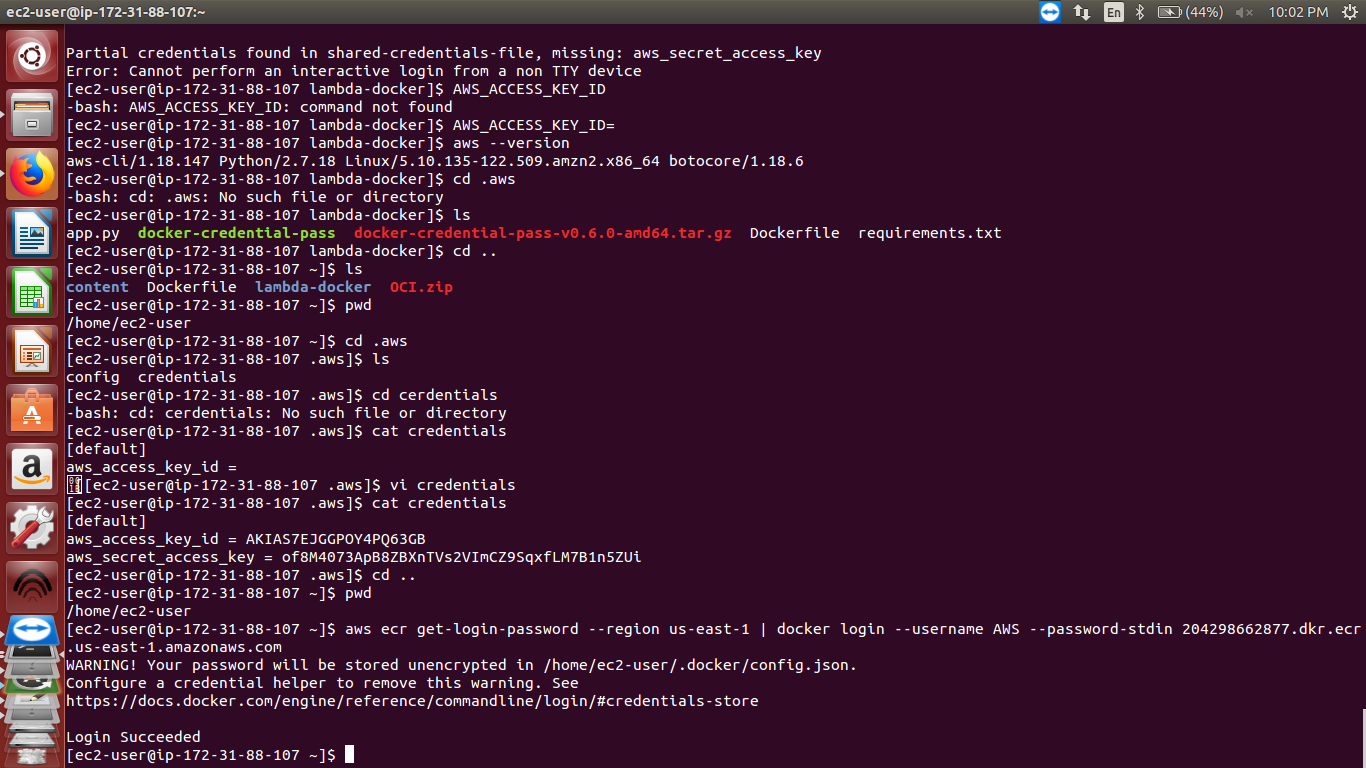 ec2-user@ip-172-31-88-107:~
En
(44%)
10:02 PM
Partial credentials found in shared-credentials-file, missing: aws_secret_access_key
Error: Cannot perform an interactive login from a non TTY device
[ec2-user@ip-172-31-88-107 lambda-docker]$ AWS_ACCESS_KEY_ID
-bash: AWS_ACCESS_KEY_ID: command not found
[ec2-user@ip-172-31-88-107 lambda-docker]$ AWS_ACCESS_KEY_ID=
[ec2-user@ip-172-31-88-107 lambda-docker]$ aws --version
aws-cli/1.18.147 Python/2.7.18 Linux/5.10.135-122.509.amzn2.x86_64 botocore/1.18.6
[ec2-user@ip-172-31-88-107 lambda-docker]$ cd .aws
-bash: cd: .aws: No such file or directory
[ec2-user@ip-172-31-88-107 lambda-docker]$ ls
app.py  docker-credential-pass  docker-credential-pass-v0.6.0-amd64.tar.gz  Dockerfile  requirements.txt
[ec2-user@ip-172-31-88-107 lambda-docker]$ cd ..
[ec2-user@ip-172-31-88-107 ~]$ ls
content  Dockerfile  lambda-docker  OCI.zip
[ec2-user@ip-172-31-88-107 ~]$ pwd
/home/ec2-user
[ec2-user@ip-172-31-88-107 ~]$ cd .aws
[ec2-user@ip-172-31-88-107 .aws]$ ls
config  credentials
[ec2-user@ip-172-31-88-107 .aws]$ cd cerdentials
-bash: cd: cerdentials: No such file or directory
[ec2-user@ip-172-31-88-107 .aws]$ cat credentials
[default]
aws_access_key_id =
[ec2-user@ip-172-31-88-107 .aws]$ vi credentials
[ec2-user@ip-172-31-88-107 .aws]$ cat credentials
[default]
aws_access_key_id = AKIAS7EJGGPOY4PQ63GB
aws_secret_access_key = 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
[ec2-user@ip-172-31-88-107 .aws]$ cd ..
[ec2-user@ip-172-31-88-107 ~]$ pwd
/home/ec2-user
[ec2-user@ip-172-31-88-107 ~]$ aws ecr get-login-password --region us-east-1 | docker login --username AWS --password-stdin 204298662877.dkr.ecr
.us-east-1.amazonaws.com
WARNING! Your password will be stored unencrypted in /home/ec2-user/.docker/config.json.
Configure a credential helper to remove this warning. See
https://docs.docker.com/engine/reference/commandline/login/#credentials-store
Login Succeeded
[ec2-user@ip-172-31-88-107 ~]$